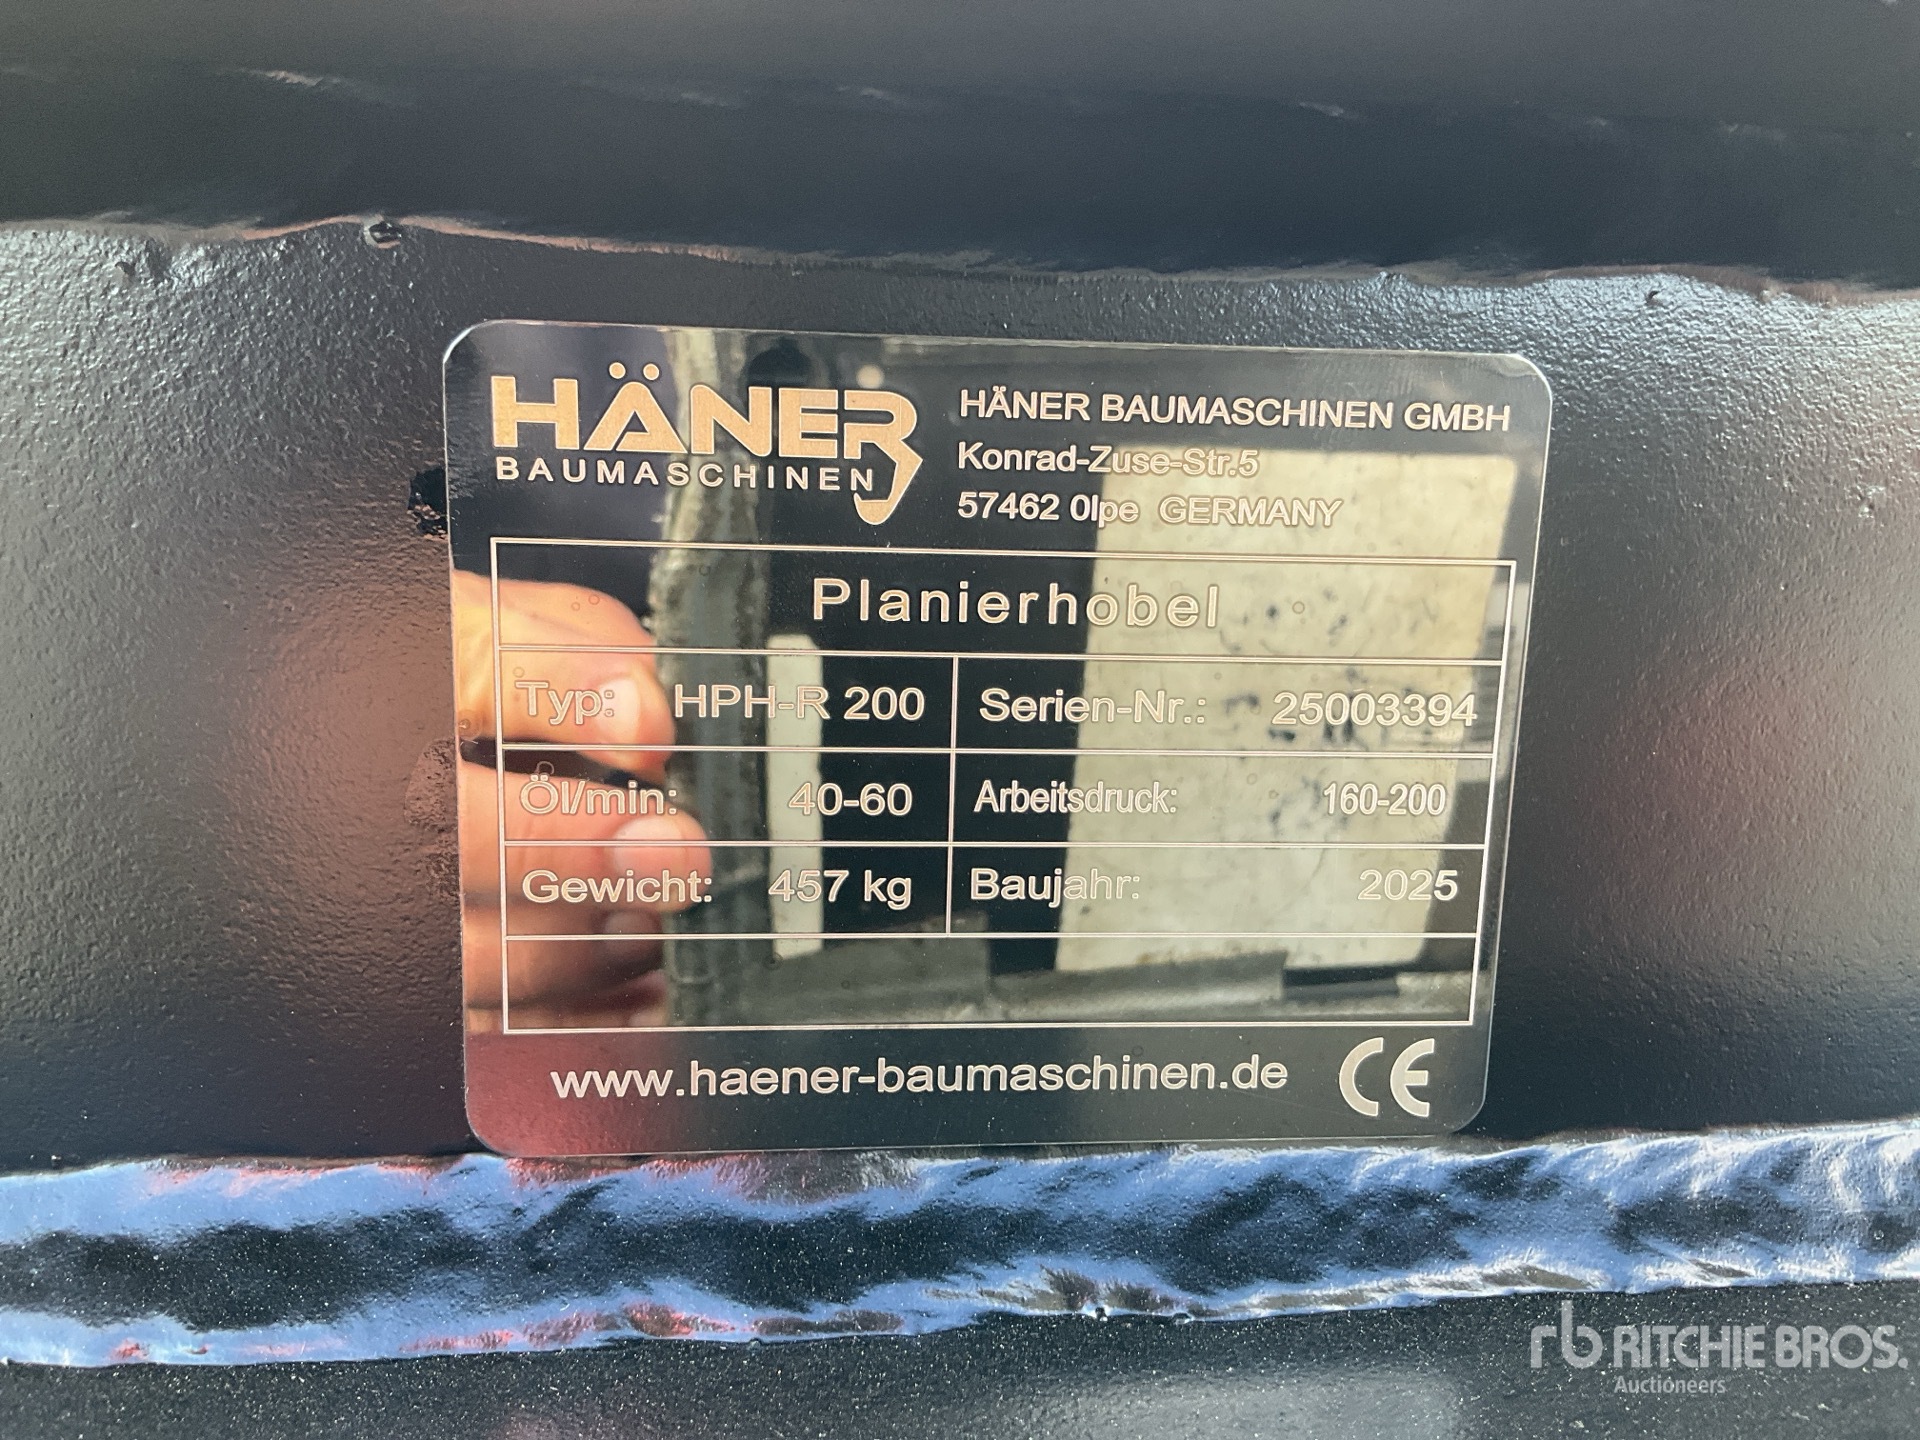 HÄNER
BAUMASCHINEN
HÄNER BAUMASCHINEN GMBH
Konrad-Zuse-Str.5
57462 Olpe GERMANY
Planierhobel
Typ: HPH-R 200 Serien-Nr.: 25003394
Öl/min: 40-60 Arbeitsdruck: 160-200
Gewicht: 457 kg Baujahr: 2025
www.haener-baumaschinen.de CE
rb RITCHIE BROS.
Auctioneers